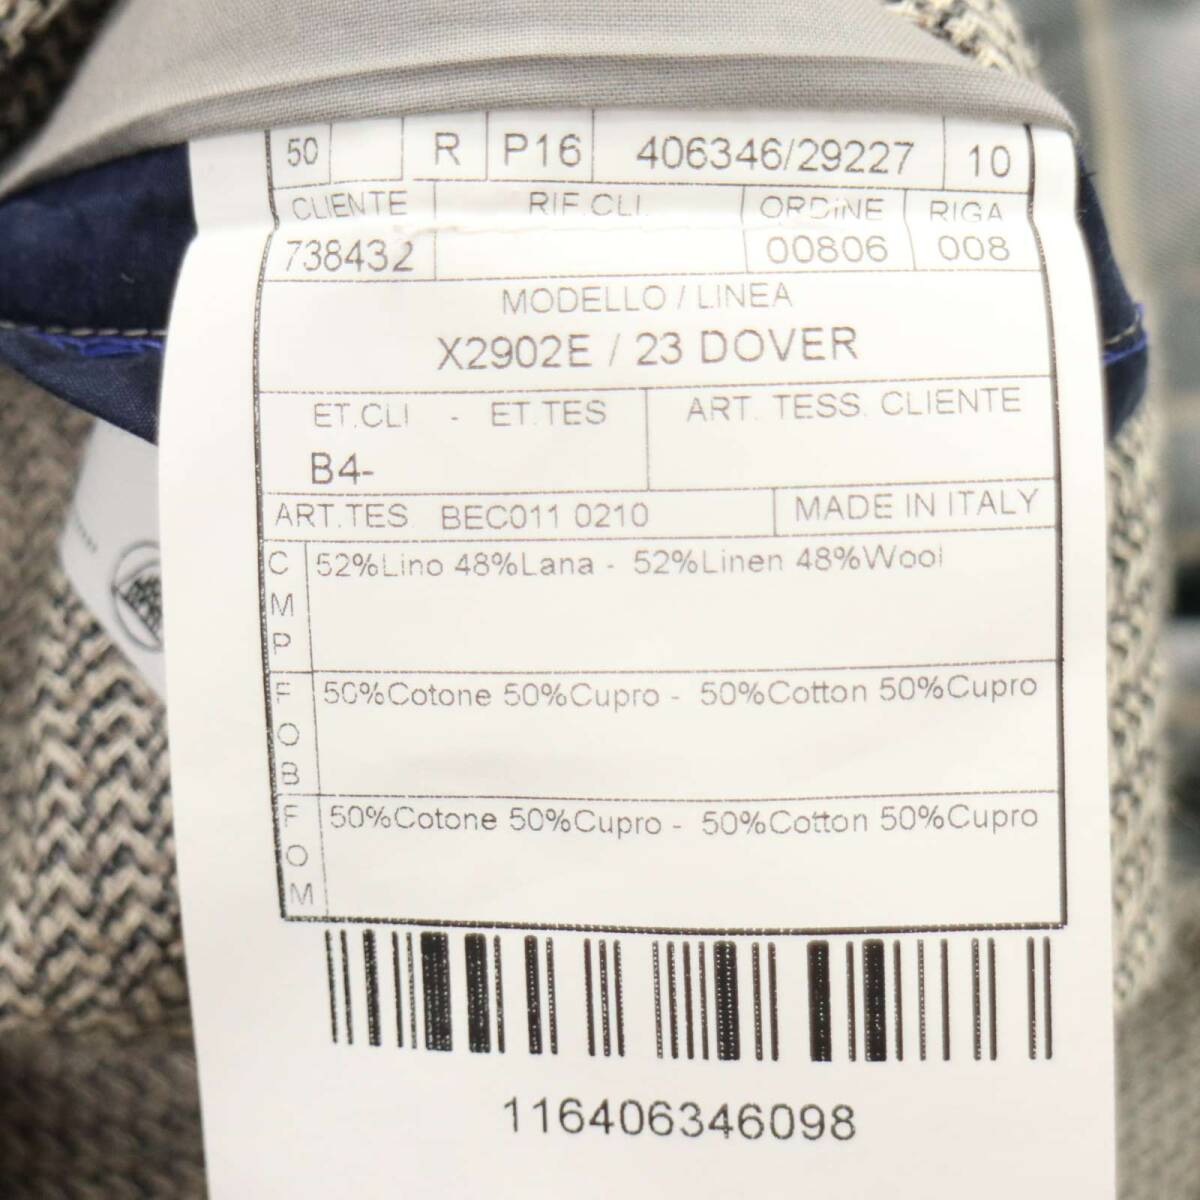 50 R P16 406346/29227 10
CLIENTE RIF.CLI. ORDINE RIGA
738432 00806 008
MODELLO / LINEA
X2902E / 23 DOVER
ET.CLI - ET.TES ART. TESS. CLIENTE
B4-
ART.TES BEC011 0210 MADE IN ITALY
CMP 52%Lino 48%Lana - 52%Linen 48%Wool
FOB 50%Cotone 50%Cupro - 50%Cotton 50%Cupro
FOM 50%Cotone 50%Cupro - 50%Cotton 50%Cupro
116406346098